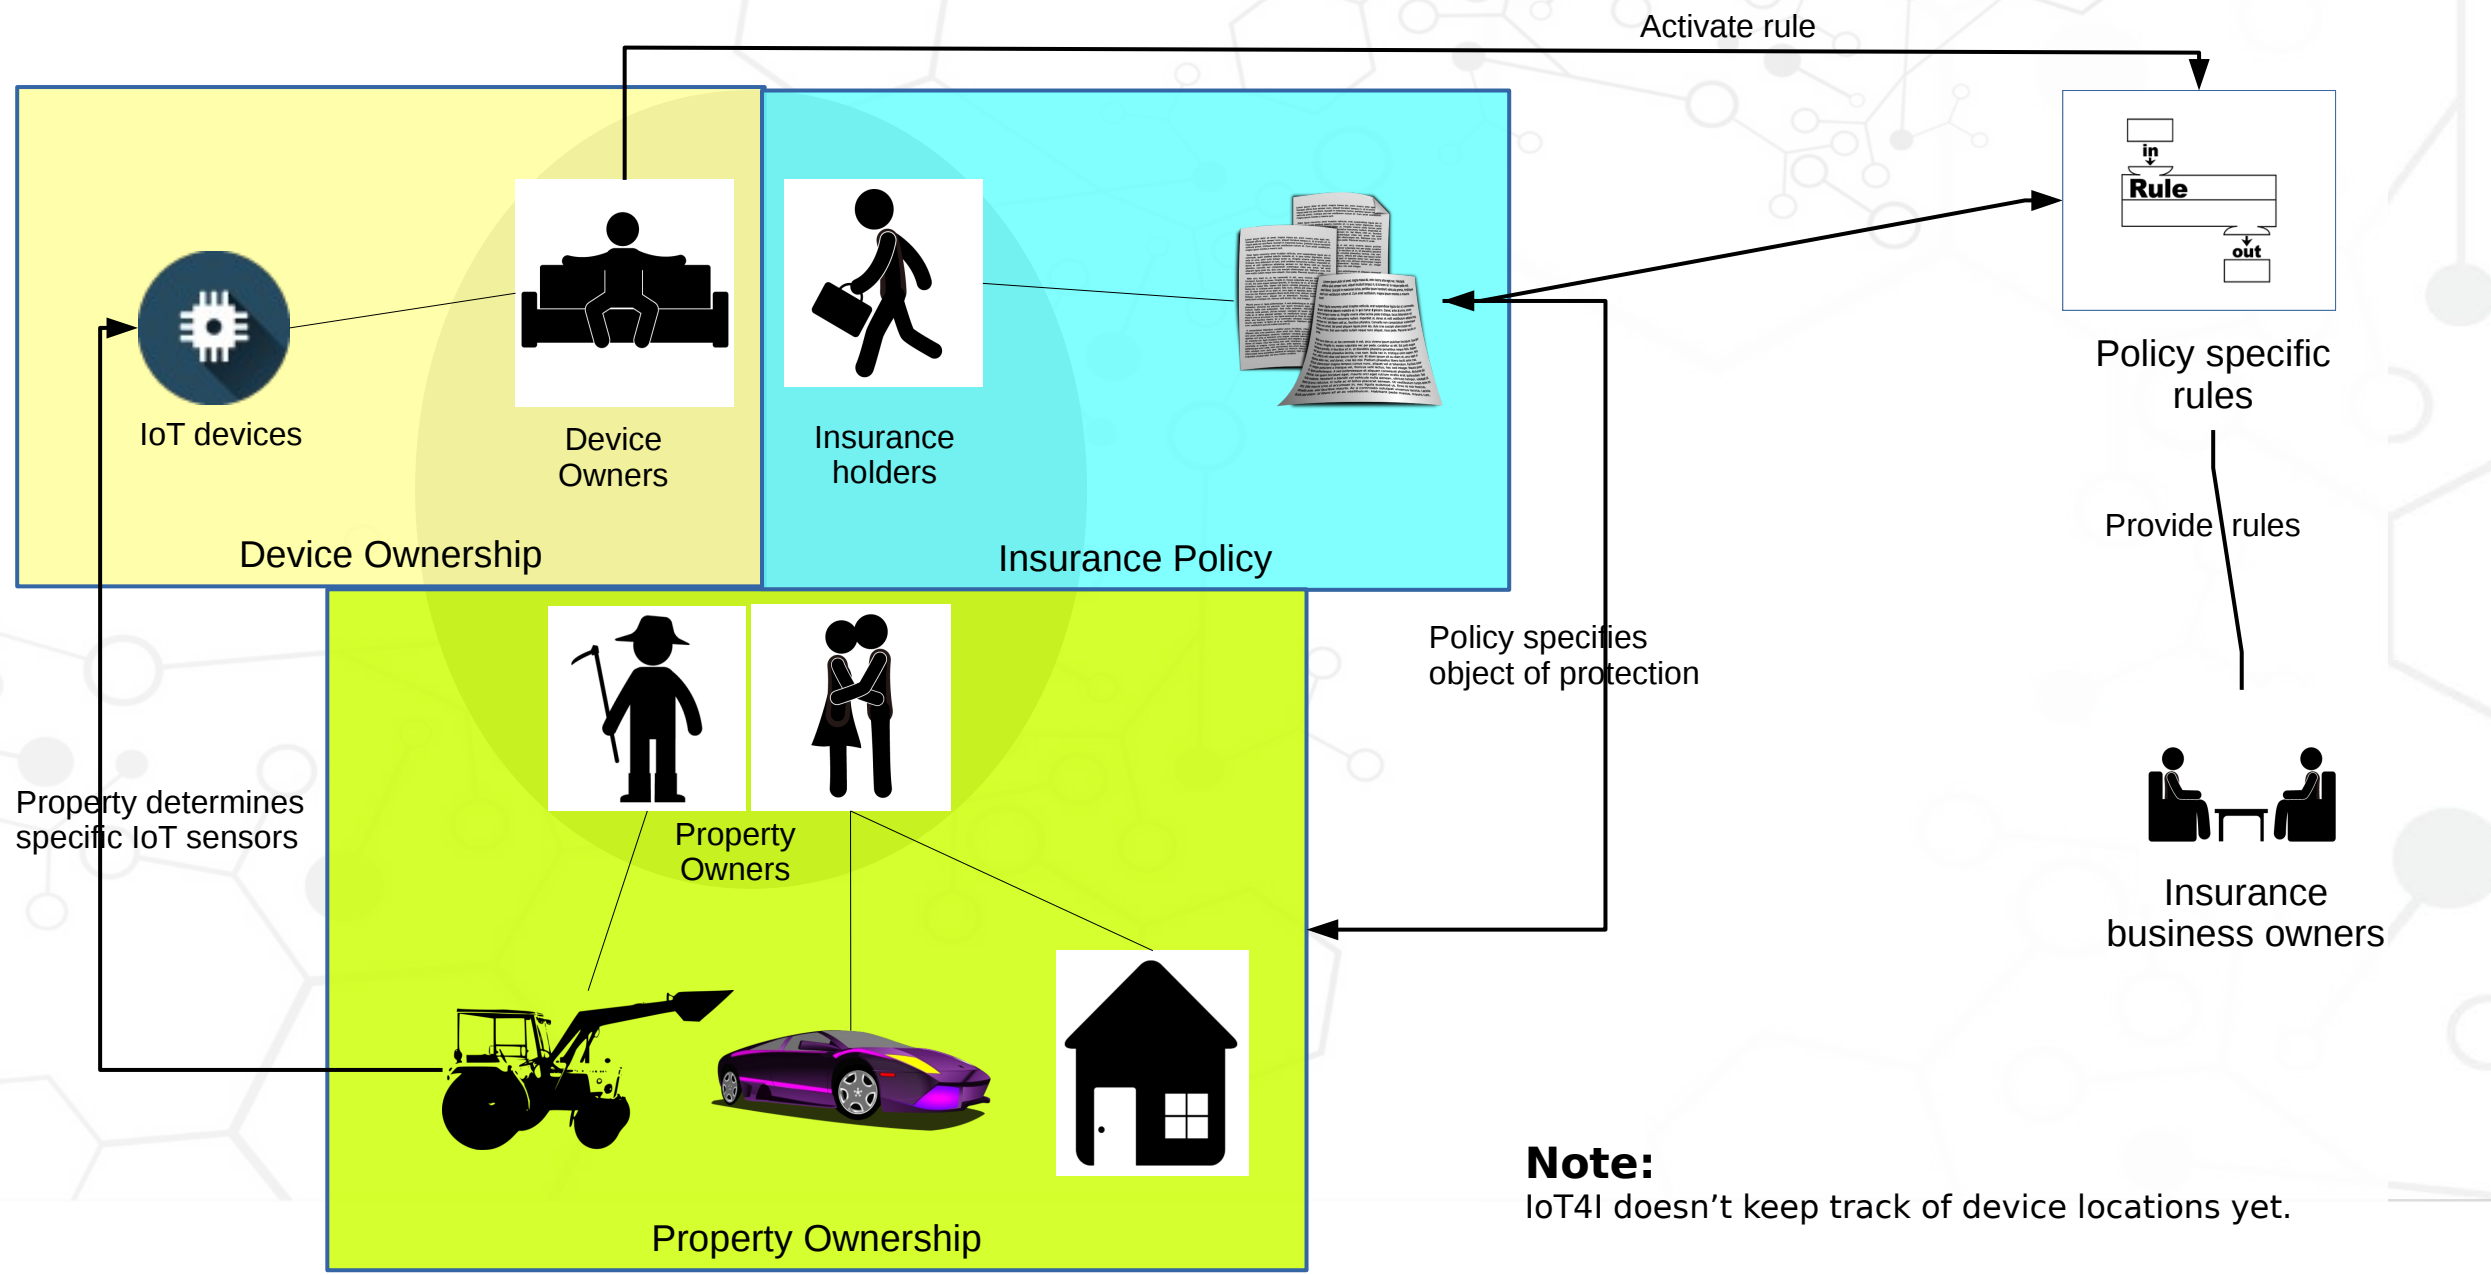 Activate rule
in
Rule
out
IoT devices
Device
Owners
Insurance
holders
Policy specific
rules
Device Ownership
Insurance Policy
Provide rules
Policy specifies
object of protection
Property determines
specific IoT sensors
Property
Owners
Insurance
business owners
Note:
IoT4I doesn’t keep track of device locations yet.
Property Ownership